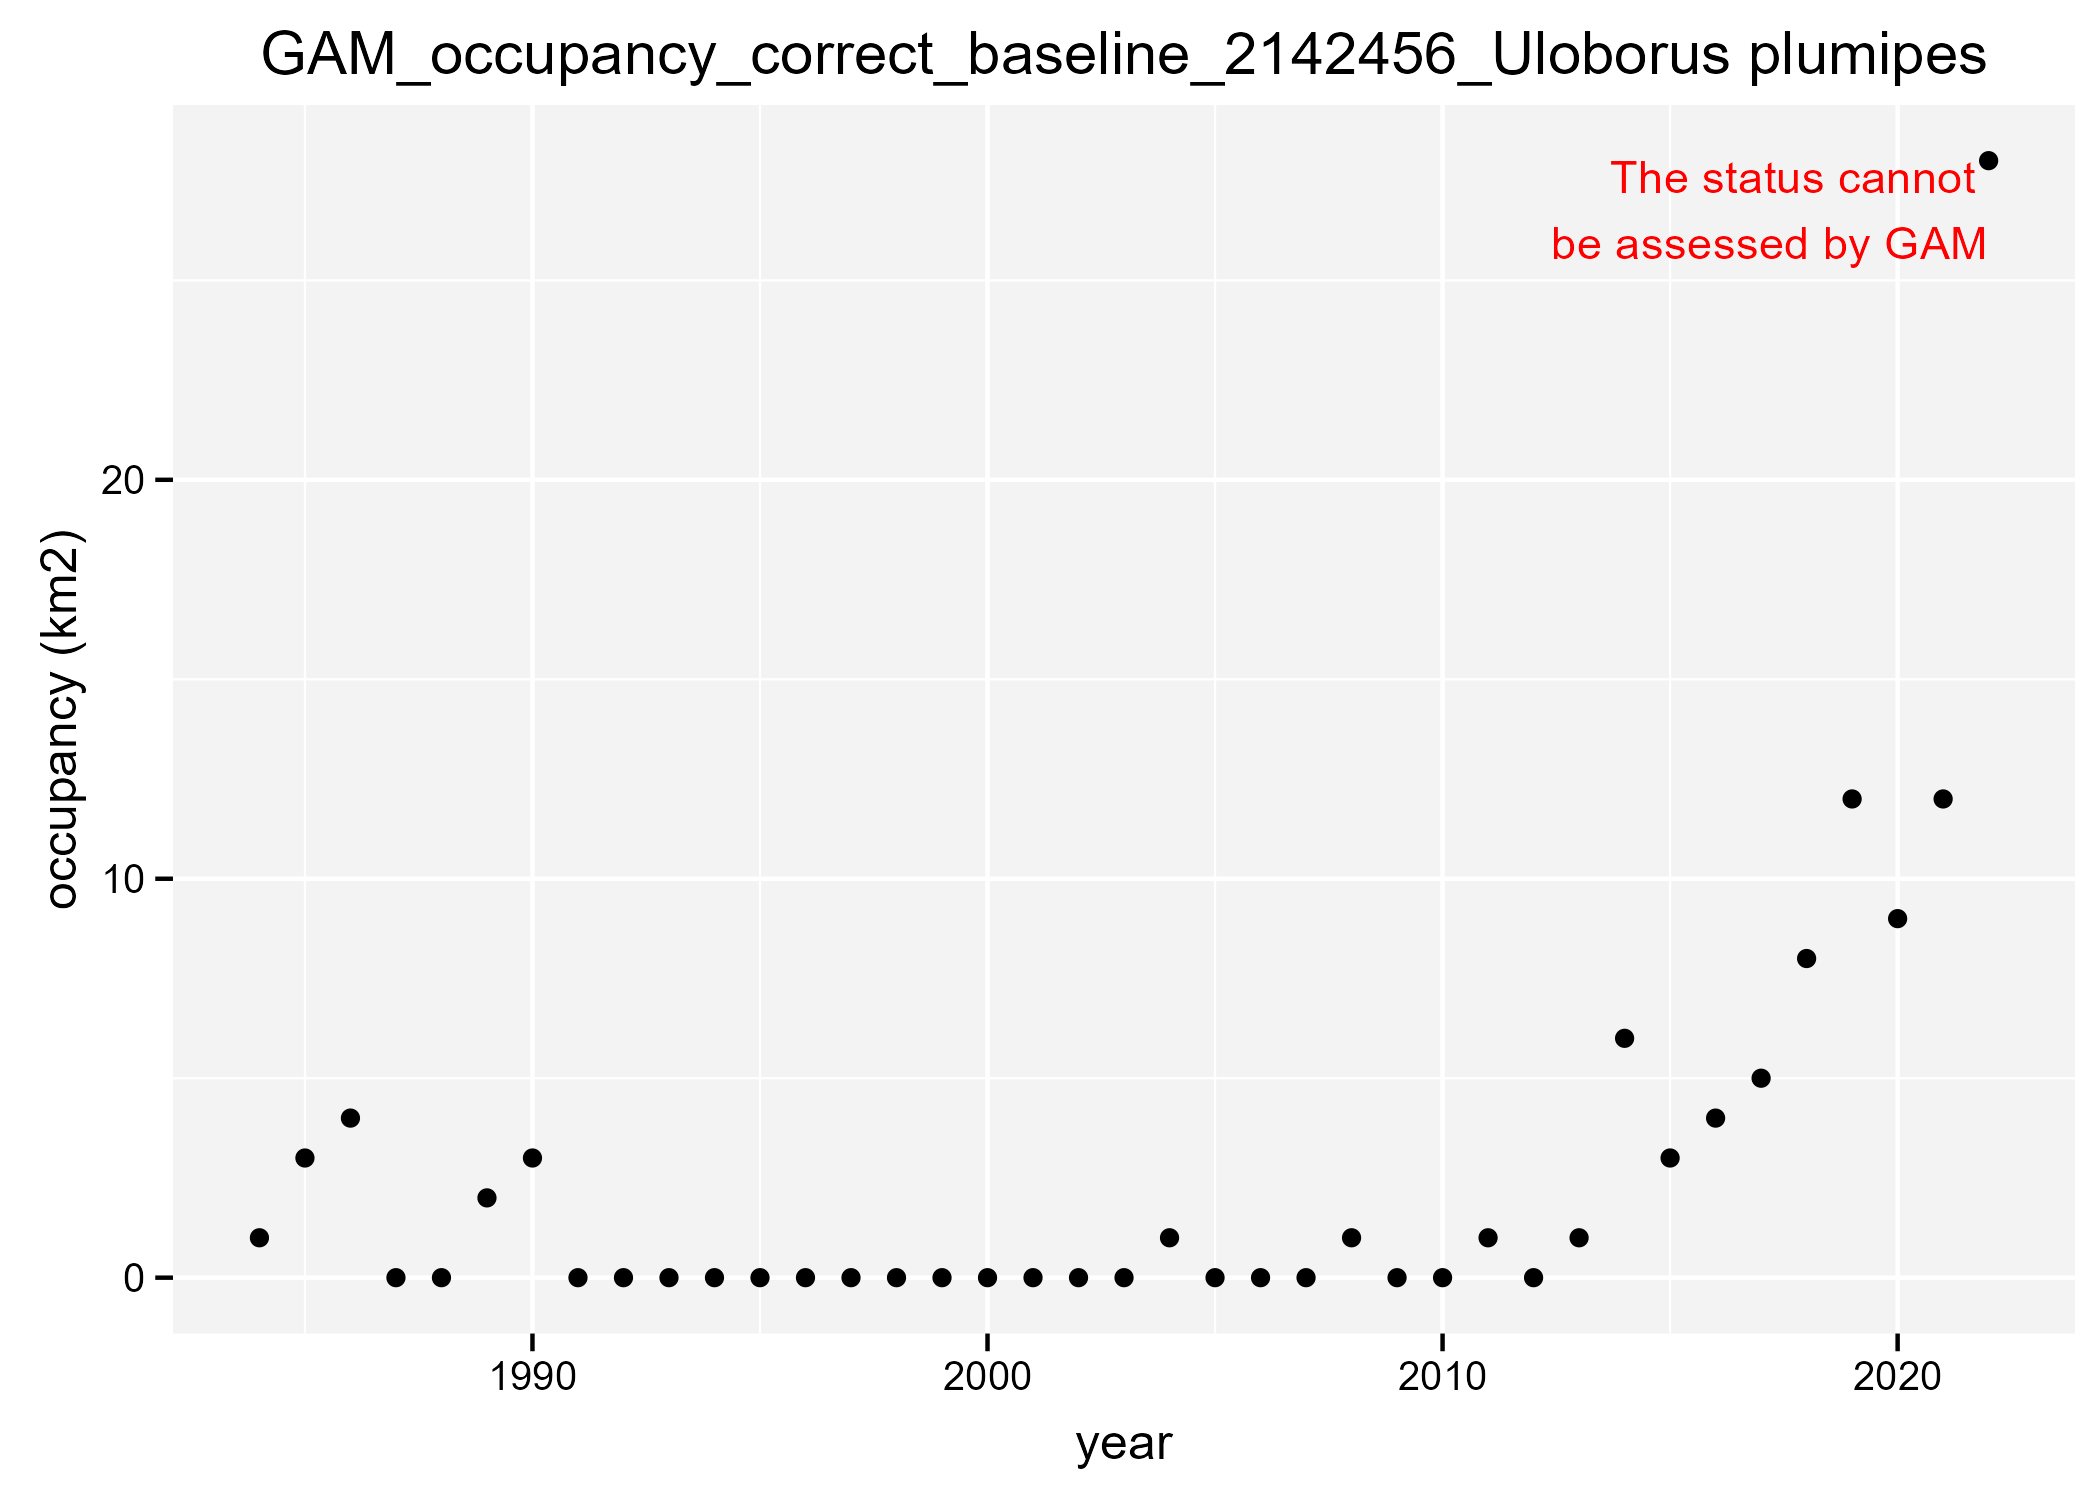 GAM_occupancy_correct_baseline_2142456_Uloborus plumipes
The status cannot
be assessed by GAM
20
10
0
occupancy (km2)
1990 2000 2010 2020
year